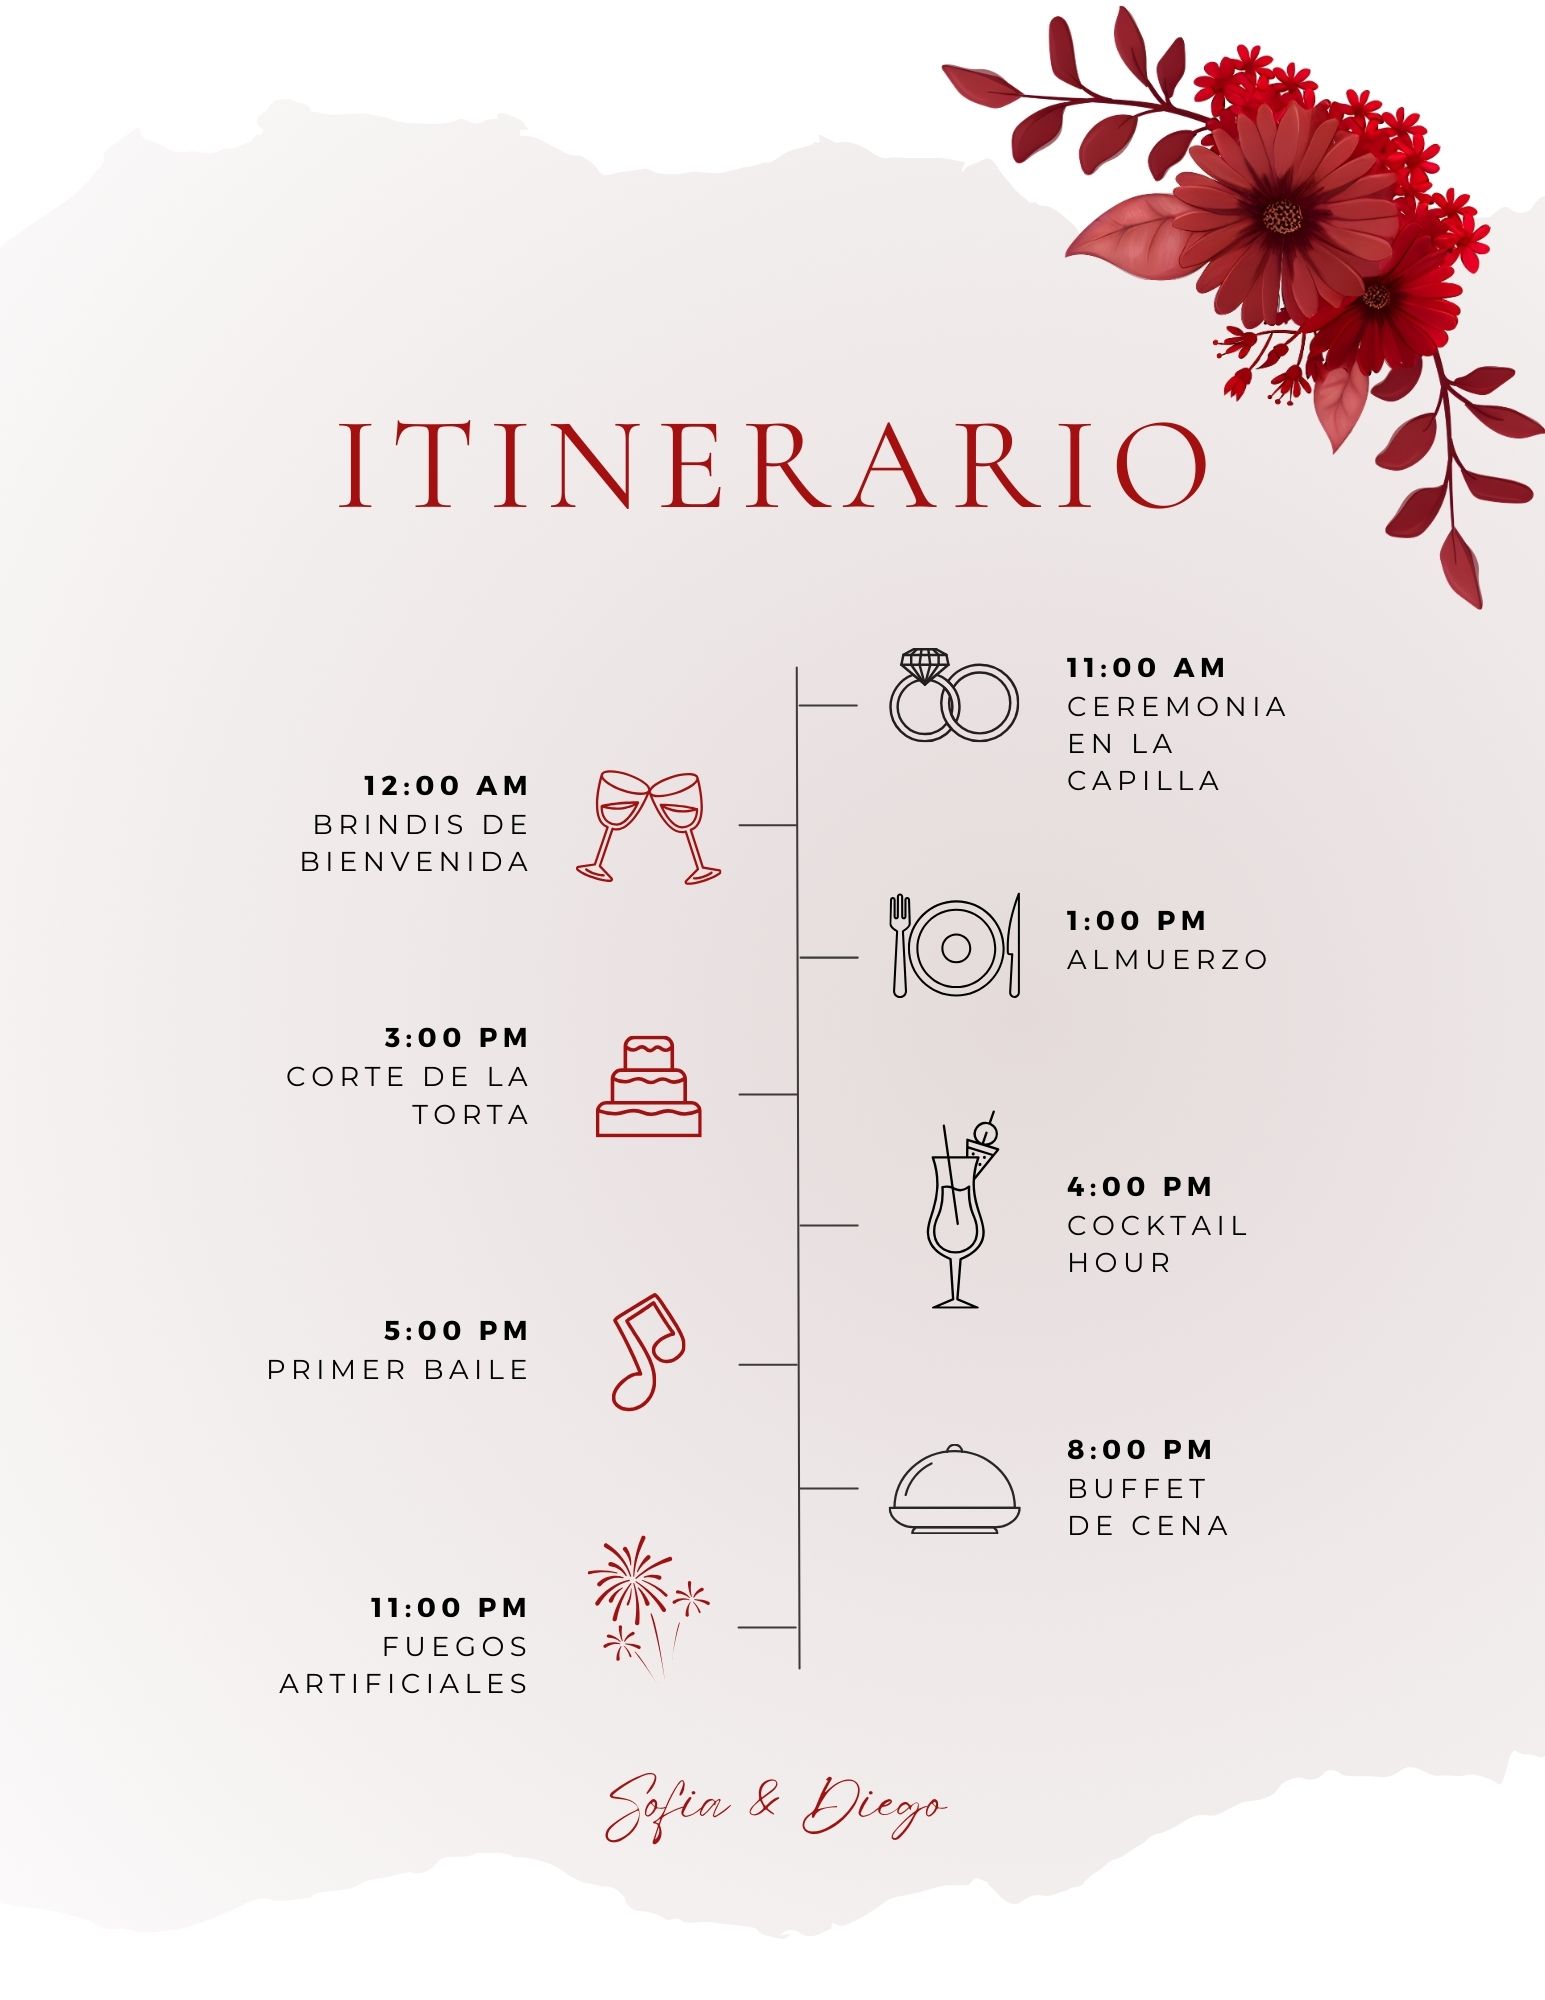 ITINERARIO
11:00 AM
CEREMONIA
EN LA
CAPILLA
12:00 AM
BRINDIS DE
BIENVENIDA
1:00 PM
ALMUERZO
3:00 PM
CORTE DE LA
TORTA
4:00 PM
COCKTAIL
HOUR
5:00 PM
PRIMER BAILE
8:00 PM
BUFFET
DE CENA
11:00 PM
FUEGOS
ARTIFICIALES
Sofia & Diego